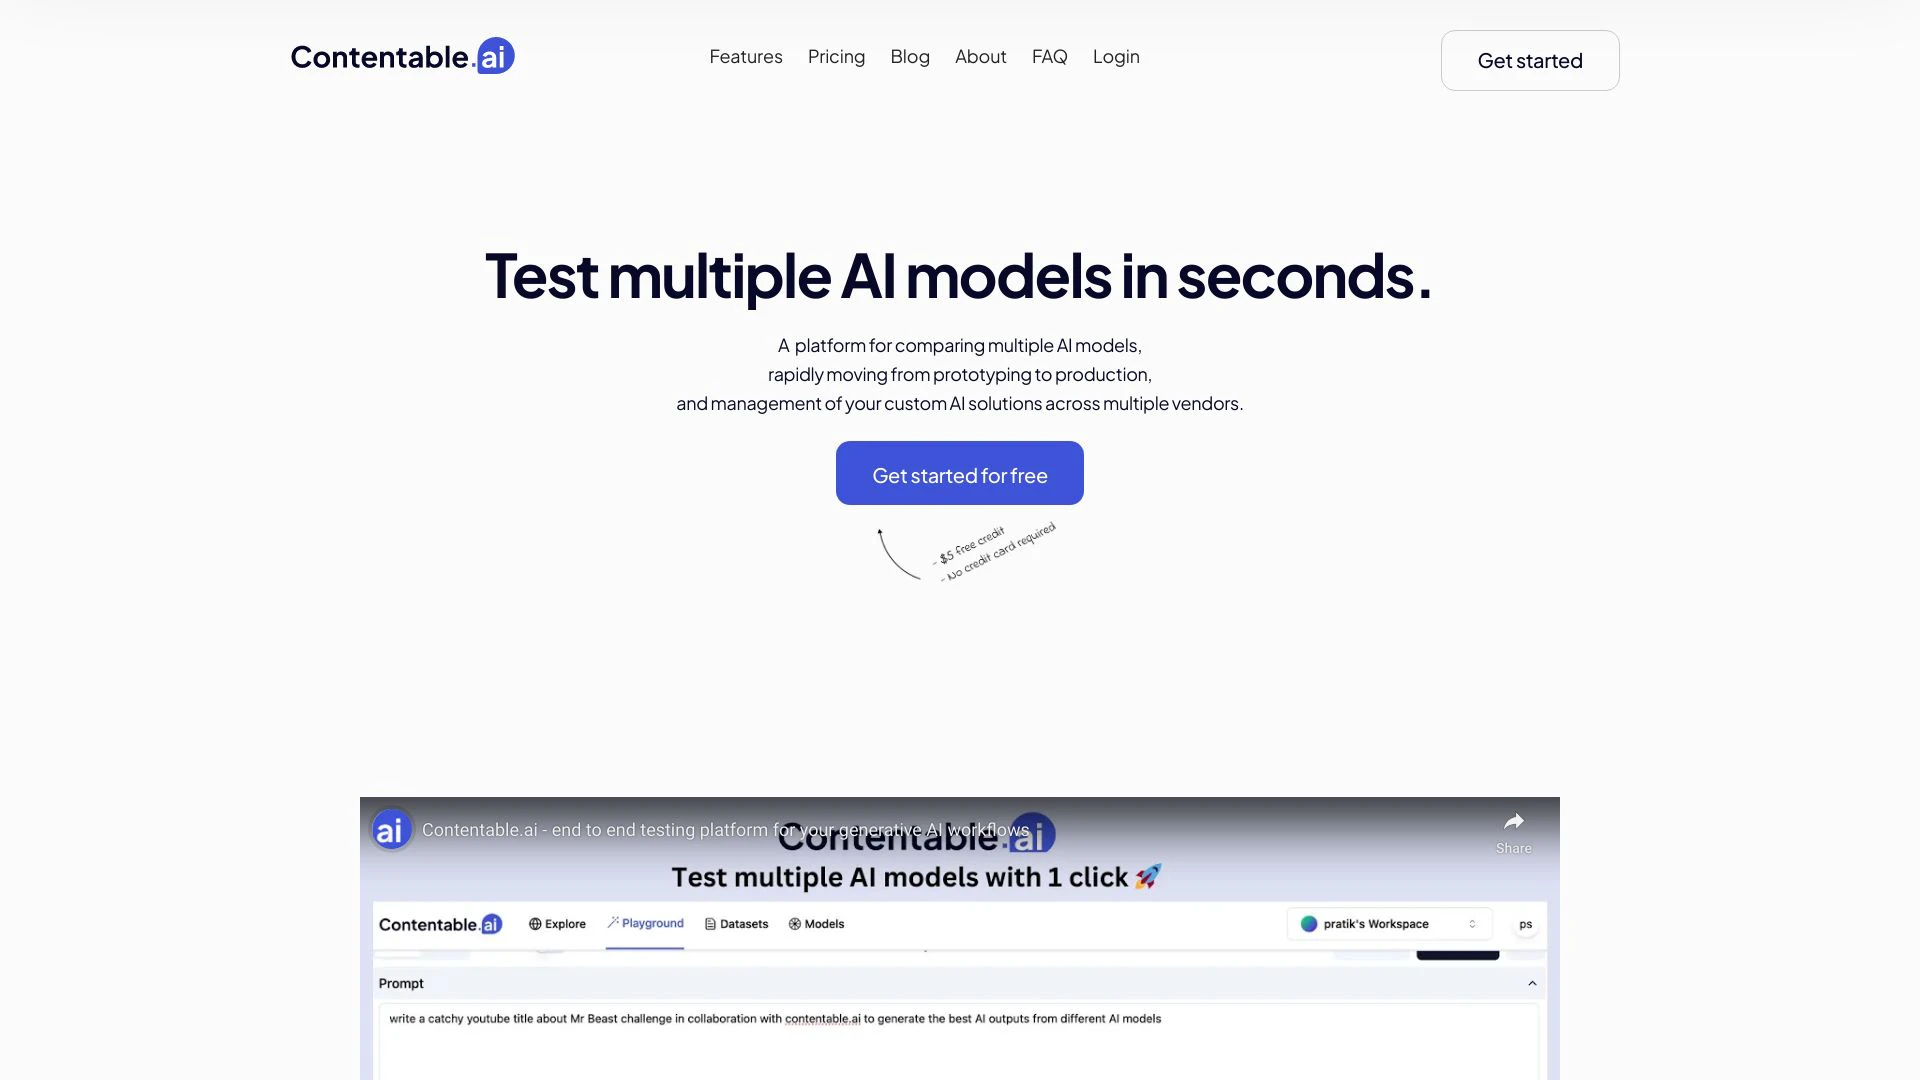 Contentable.ai
Features Pricing Blog About FAQ Login
Get started
Test multiple AI models in seconds.
A platform for comparing multiple AI models,
rapidly moving from prototyping to production,
and management of your custom AI solutions across multiple vendors.
Get started for free
- $5 free credit
- No credit card required
ai
Contentable.ai - end to end testing platform for your generative AI workflows
Contentable.ai
Share
Test multiple AI models with 1 click 🚀
Contentable.ai Explore Playground Datasets Models pratik's Workspace ps
Prompt
write a catchy youtube title about Mr Beast challenge in collaboration with contentable.ai to generate the best AI outputs from different AI models